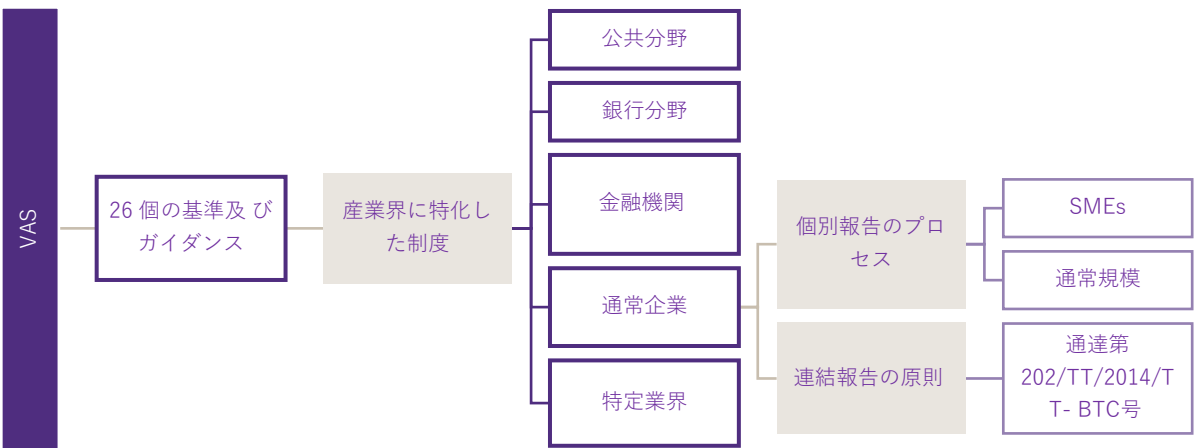 VAS
26 個の基準及 び
ガイダンス
産業界に特化し
た制度
公共分野
銀行分野
金融機関
通常企業
特定業界
個別報告のプロ
セス
連結報告の原則
SMEs
通常規模
通達第
202/TT/2014/T
T- BTC号